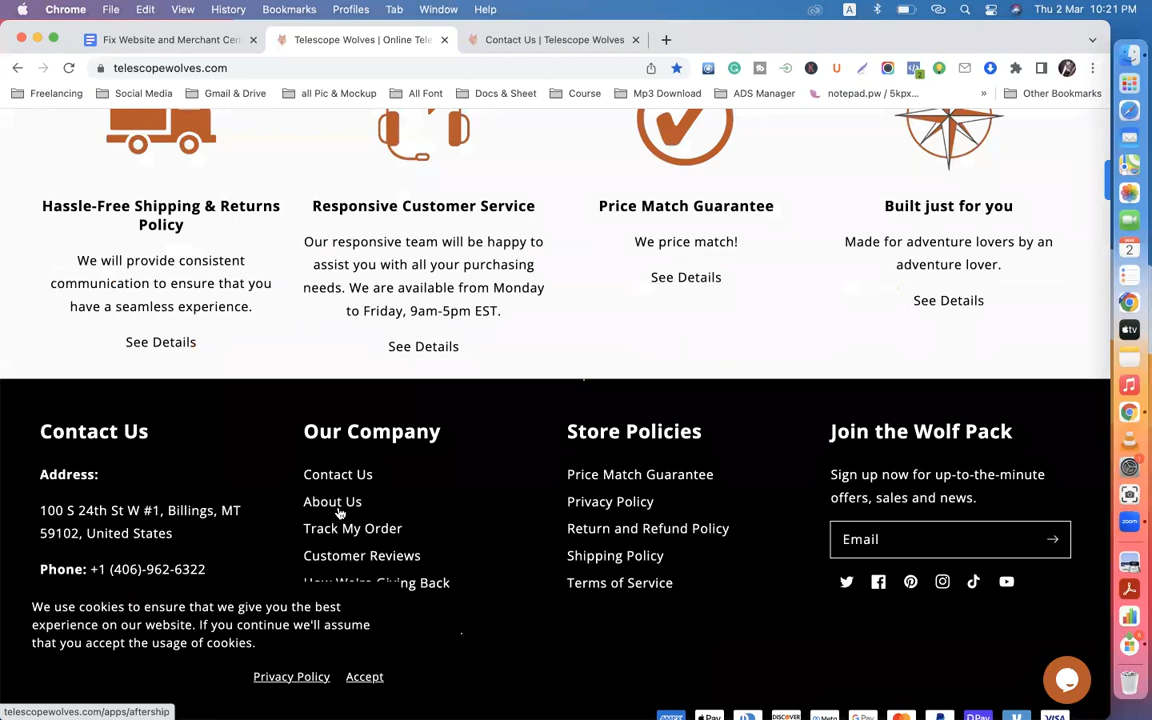 Chrome File Edit View History Bookmarks Profiles Tab Window Help A Thu 2 Mar 10:21 PM
Fix Website and Merchant Cen
Telescope Wolves | Online Tele
Contact Us | Telescope Wolves
telescopewolves.com
Freelancing Social Media Gmail & Drive all Pic & Mockup All Font Docs & Sheet Course Mp3 Download ADS Manager notepad.pw / 5kpx... » Other Bookmarks
Hassle-Free Shipping & Returns
Policy
We will provide consistent
communication to ensure that you
have a seamless experience.
See Details
Responsive Customer Service
Our responsive team will be happy to
assist you with all your purchasing
needs. We are available from Monday
to Friday, 9am-5pm EST.
See Details
Price Match Guarantee
We price match!
See Details
Built just for you
Made for adventure lovers by an
adventure lover.
See Details
Contact Us
Address:
100 S 24th St W #1, Billings, MT
59102, United States
Phone: +1 (406)-962-6322
Our Company
Contact Us
About Us
Track My Order
Customer Reviews
How We're Giving Back
Store Policies
Price Match Guarantee
Privacy Policy
Return and Refund Policy
Shipping Policy
Terms of Service
Join the Wolf Pack
Sign up now for up-to-the-minute
offers, sales and news.
Email
We use cookies to ensure that we give you the best
experience on our website. If you continue we'll assume
that you accept the usage of cookies.
Privacy Policy Accept
telescopewolves.com/apps/aftership